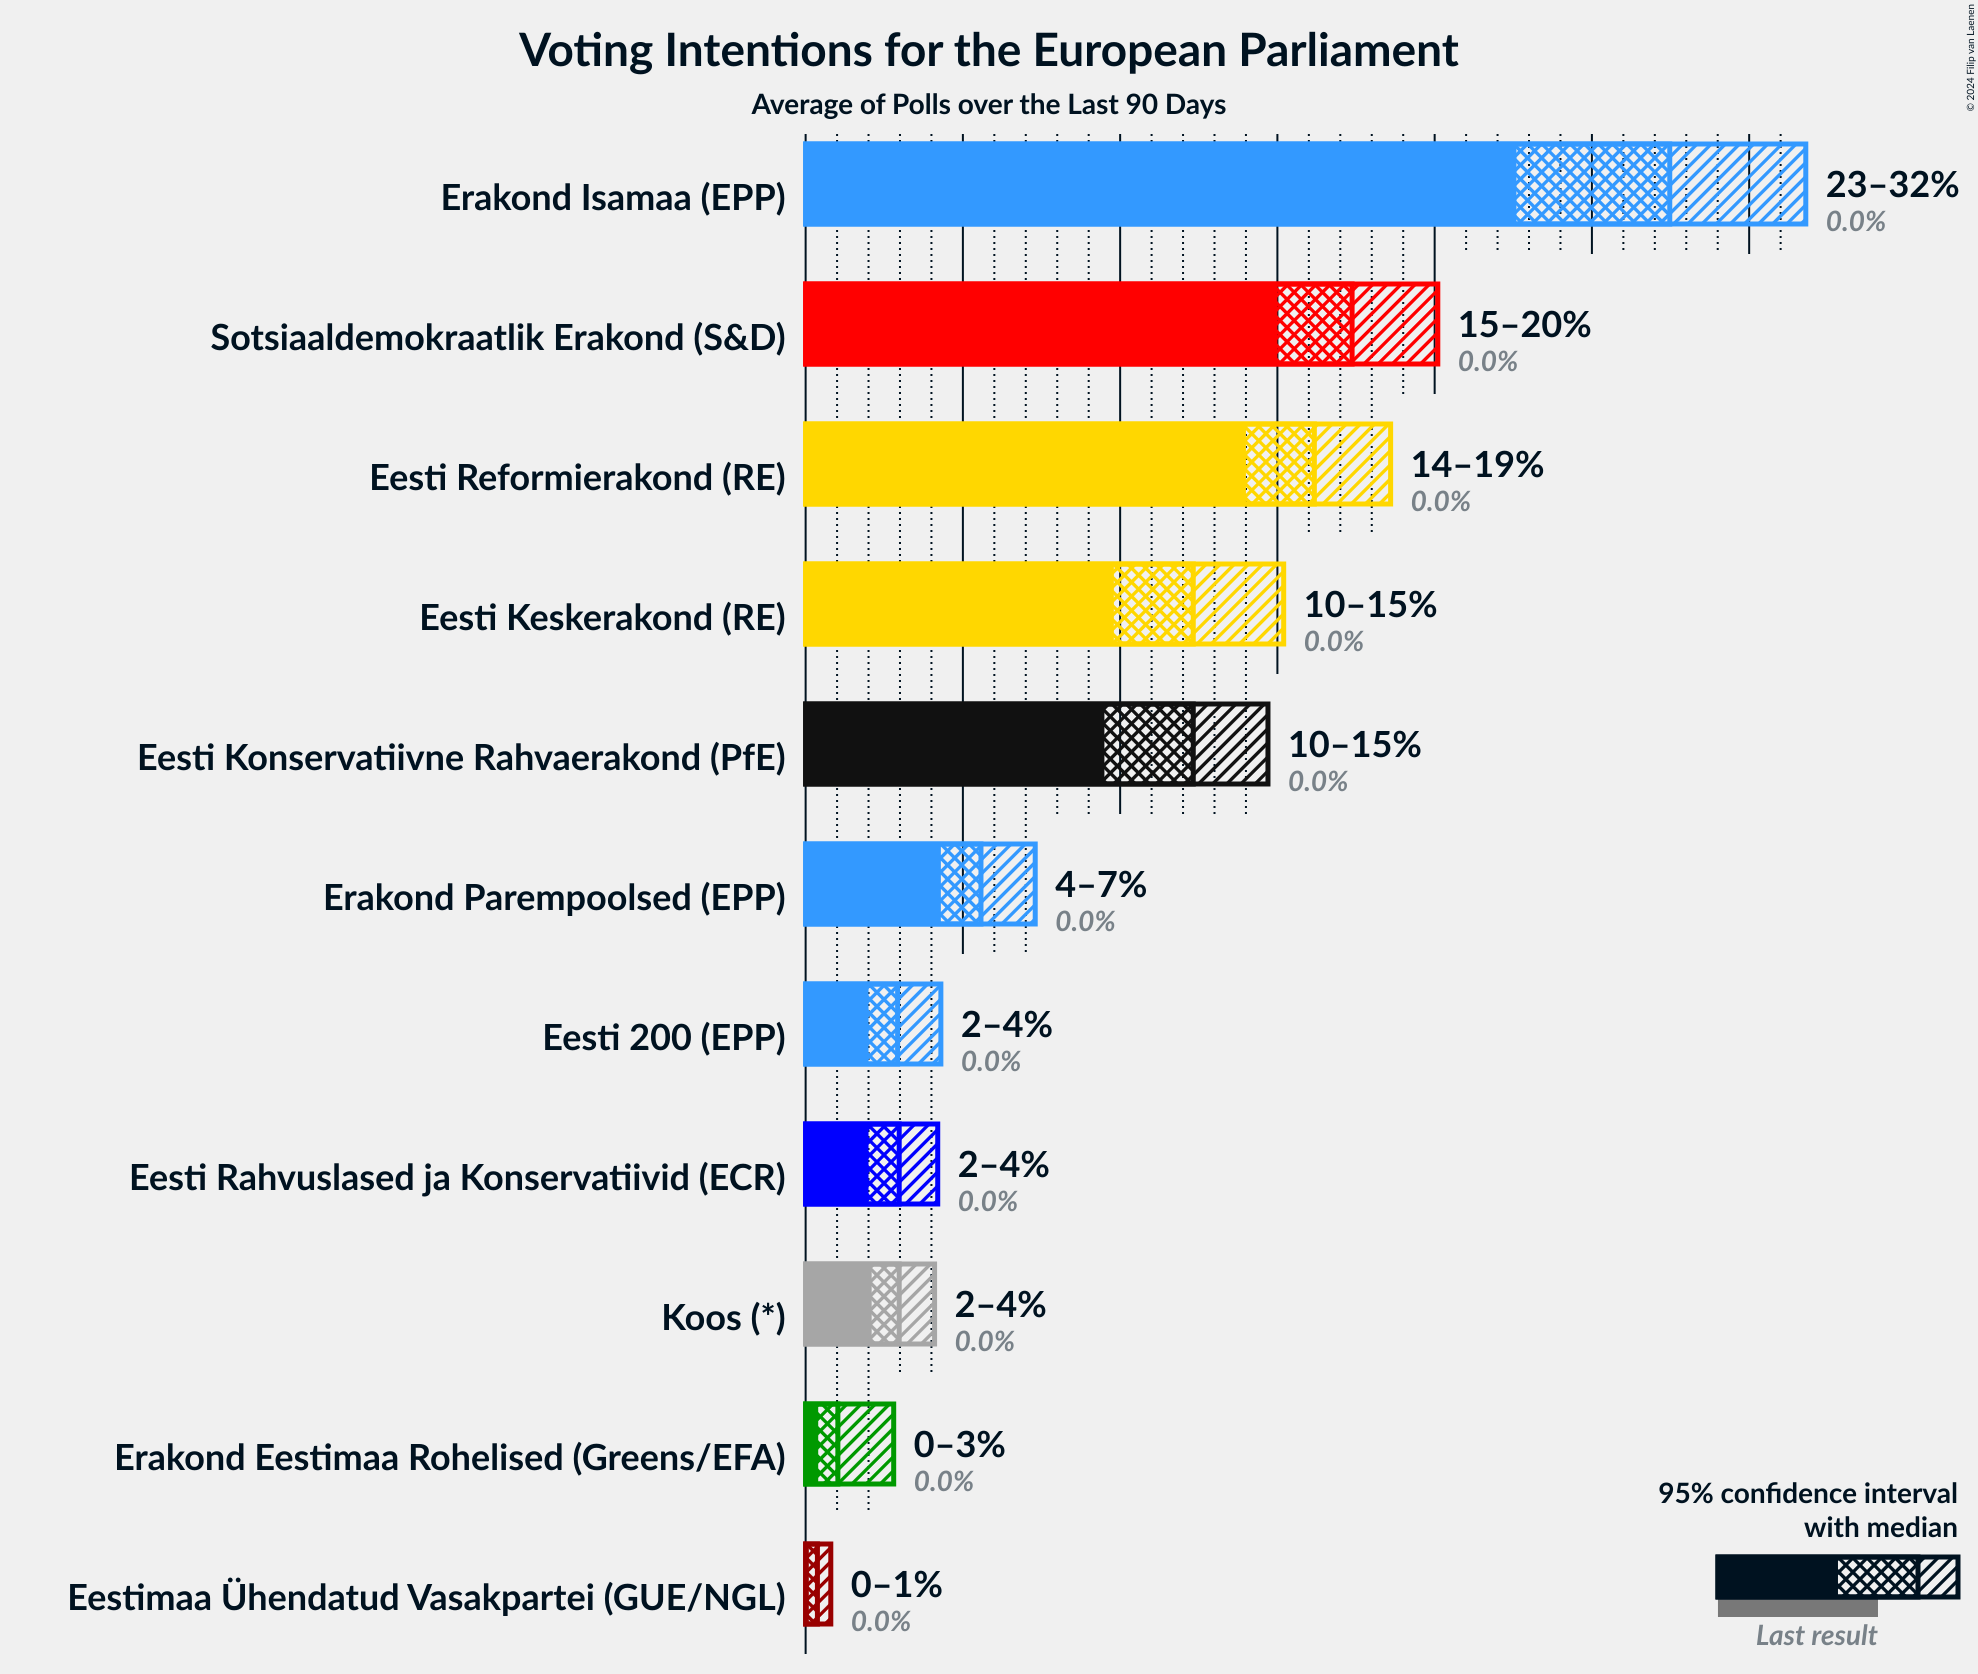 Voting Intentions for the European Parliament
Average of Polls over the Last 90 Days
© 2024 Filip van Laenen
Erakond Isamaa (EPP)
23–32%
0.0%
Sotsiaaldemokraatlik Erakond (S&D)
15–20%
0.0%
Eesti Reformierakond (RE)
14–19%
0.0%
Eesti Keskerakond (RE)
10–15%
0.0%
Eesti Konservatiivne Rahvaerakond (PfE)
10–15%
0.0%
Erakond Parempoolsed (EPP)
4–7%
0.0%
Eesti 200 (EPP)
2–4%
0.0%
Eesti Rahvuslased ja Konservatiivid (ECR)
2–4%
0.0%
Koos (*)
2–4%
0.0%
Erakond Eestimaa Rohelised (Greens/EFA)
0–3%
0.0%
Eestimaa Ühendatud Vasakpartei (GUE/NGL)
0–1%
0.0%
95% confidence interval
with median
Last result